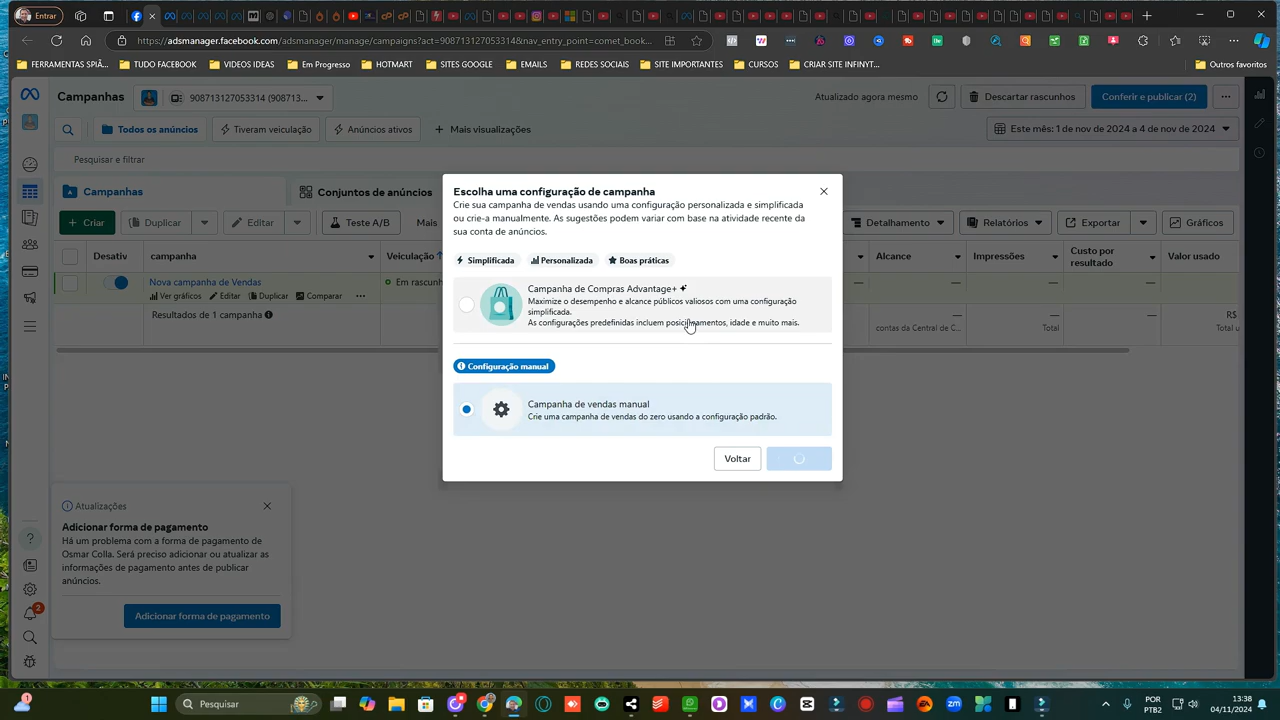 Entrar
https://adsmanager.facebook.com/adsmanager/manage/campaigns?act=908713127053314&nav_entry_point=comet_book...
TUDO FACEBOOK
VIDEOS IDEAS
Em Progresso
HOTMART
SITES GOOGLE
EMAILS
REDES SOCIALS
SITE IMPORTANTES
CURSOS
CRIAR SITE INFINYT...
Outros favoritos
Campanhas
908713127053314 (908713...
Atualizado agora mesmo
Descartar rascunhos
Conferir e publicar (2)
Todos os anúncios
Tiveram veiculação
Anúncios ativos
Mais visualizações
Este mês: 1 de nov de 2024 a 4 de nov de 2024
Pesquisar e filtrar
Campanhas
Conjuntos de anúncios
Criar
Duplicar
Editar
Teste A/B
Mais
Detalhamento
Relatórios
Exportar
Gráficos
Desativ
campanha
Veiculação
Alcance
Impressões
Custo por
resultado
Valor usado
Nova campanha de Vendas
Em rascunh
Ver gráficos
Editar
Duplicar
Comparar
Resultados de 1 campanha
contas da Central de C...
Total
R$
Total u
Escolha uma configuração de campanha
Crie sua campanha de vendas usando uma configuração personalizada e simplificada
ou crie-a manualmente. As sugestões podem variar com base na atividade recente da
sua conta de anúncios.
Simplificada
Personalizada
Boas práticas
Campanha de Compras Advantage+
Maximize o desempenho e alcance públicos valiosos com uma configuração
simplificada.
As configurações predefinidas incluem posicionamentos, idade e muito mais.
Configuração manual
Campanha de vendas manual
Crie uma campanha de vendas do zero usando a configuração padrão.
Voltar
Atualizações
Adicionar forma de pagamento
Há um problema com a forma de pagamento de
Osmar Colla. Será preciso adicionar ou atualizar as
informações de pagamento antes de publicar
anúncios.
Adicionar forma de pagamento
2
1
Pesquisar
POR
PTB2
13:38
04/11/2024